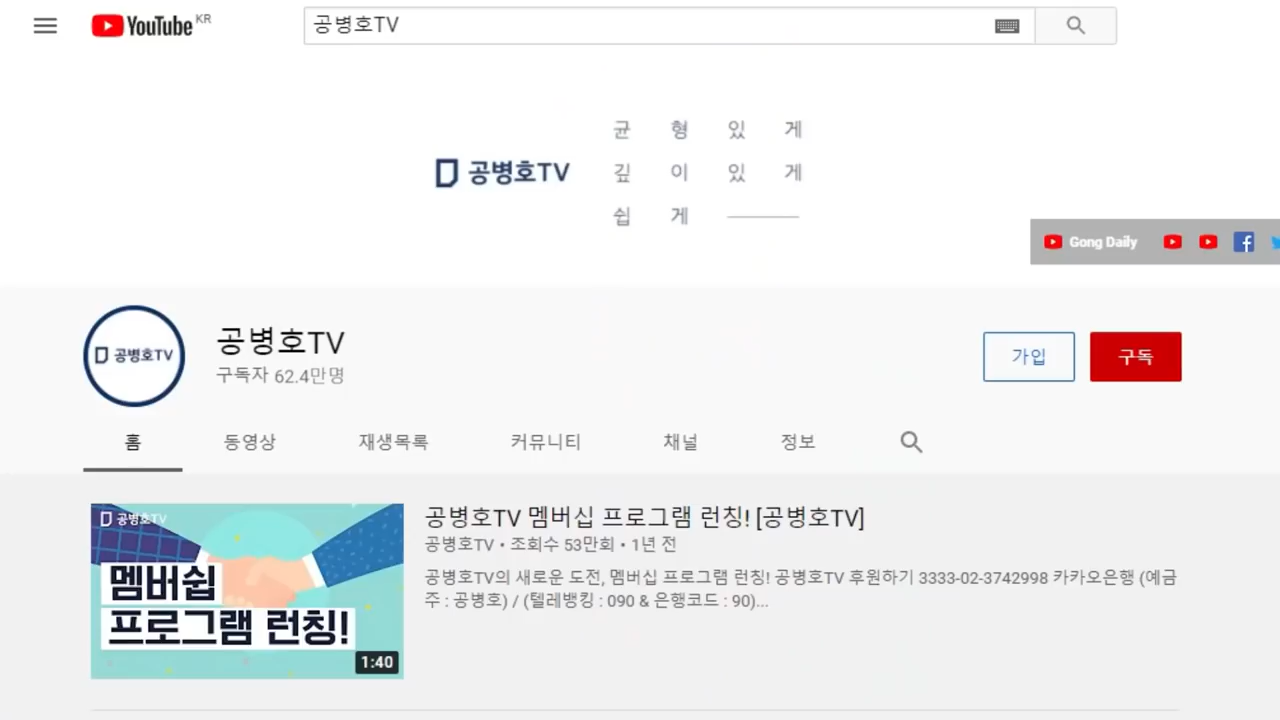 YouTube KR
공병호TV
균형있게
공병호TV 깊이있게
쉽게
Gong Daily
공병호TV
공병호TV
구독자 62.4만명
가입
구독
홈 동영상 재생목록 커뮤니티 채널 정보
공병호TV
멤버쉽
프로그램 런칭!
1:40
공병호TV 멤버십 프로그램 런칭! [공병호TV]
공병호TV • 조회수 53만회 • 1년 전
공병호TV의 새로운 도전, 멤버십 프로그램 런칭! 공병호TV 후원하기 3333-02-3742998 카카오은행 (예금
주 : 공병호) / (텔레뱅킹 : 090 & 은행코드 : 90)...